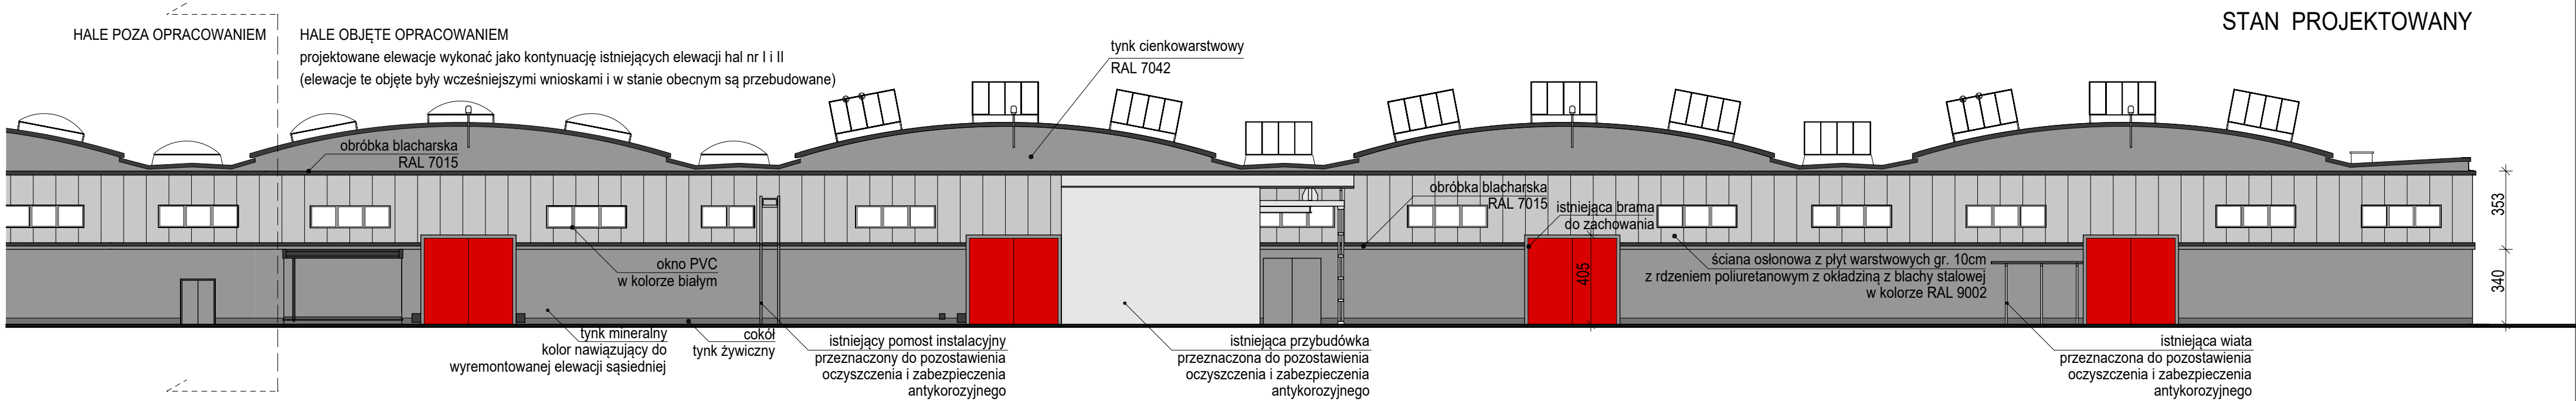 STAN PROJEKTOWANY
HALE POZA OPRACOWANIEM
HALE OBJĘTE OPRACOWANIEM
projektowane elewacje wykonać jako kontynuację istniejących elewacji hal nr I i II
(elewacje te objęte były wcześniejszymi wnioskami i w stanie obecnym są przebudowane)
tynk cienkowarstwowy
RAL 7042
obróbka blacharska
RAL 7015
obróbka blacharska
RAL 7015
istniejąca brama
do zachowania
353
okno PVC
w kolorze białym
405
ściana osłonowa z płyt warstwowych gr. 10cm
z rdzeniem poliuretanowym z okładziną z blachy stalowej
w kolorze RAL 9002
340
tynk mineralny
kolor nawiązujący do
wyremontowanej elewacji sąsiedniej
cokół
tynk żywiczny
istniejący pomost instalacyjny
przeznaczony do pozostawienia
oczyszczenia i zabezpieczenia
antykorozyjnego
istniejąca przybudówka
przeznaczona do pozostawienia
oczyszczenia i zabezpieczenia
antykorozyjnego
istniejąca wiata
przeznaczona do pozostawienia
oczyszczenia i zabezpieczenia
antykorozyjnego